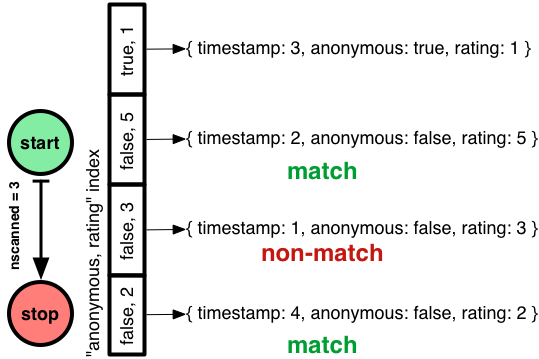 true, 1
{ timestamp: 3, anonymous: true, rating: 1 }
start
false, 5
{ timestamp: 2, anonymous: false, rating: 5 }
match
nscanned = 3
"anonymous, rating" index
false, 3
{ timestamp: 1, anonymous: false, rating: 3 }
non-match
stop
false, 2
{ timestamp: 4, anonymous: false, rating: 2 }
match